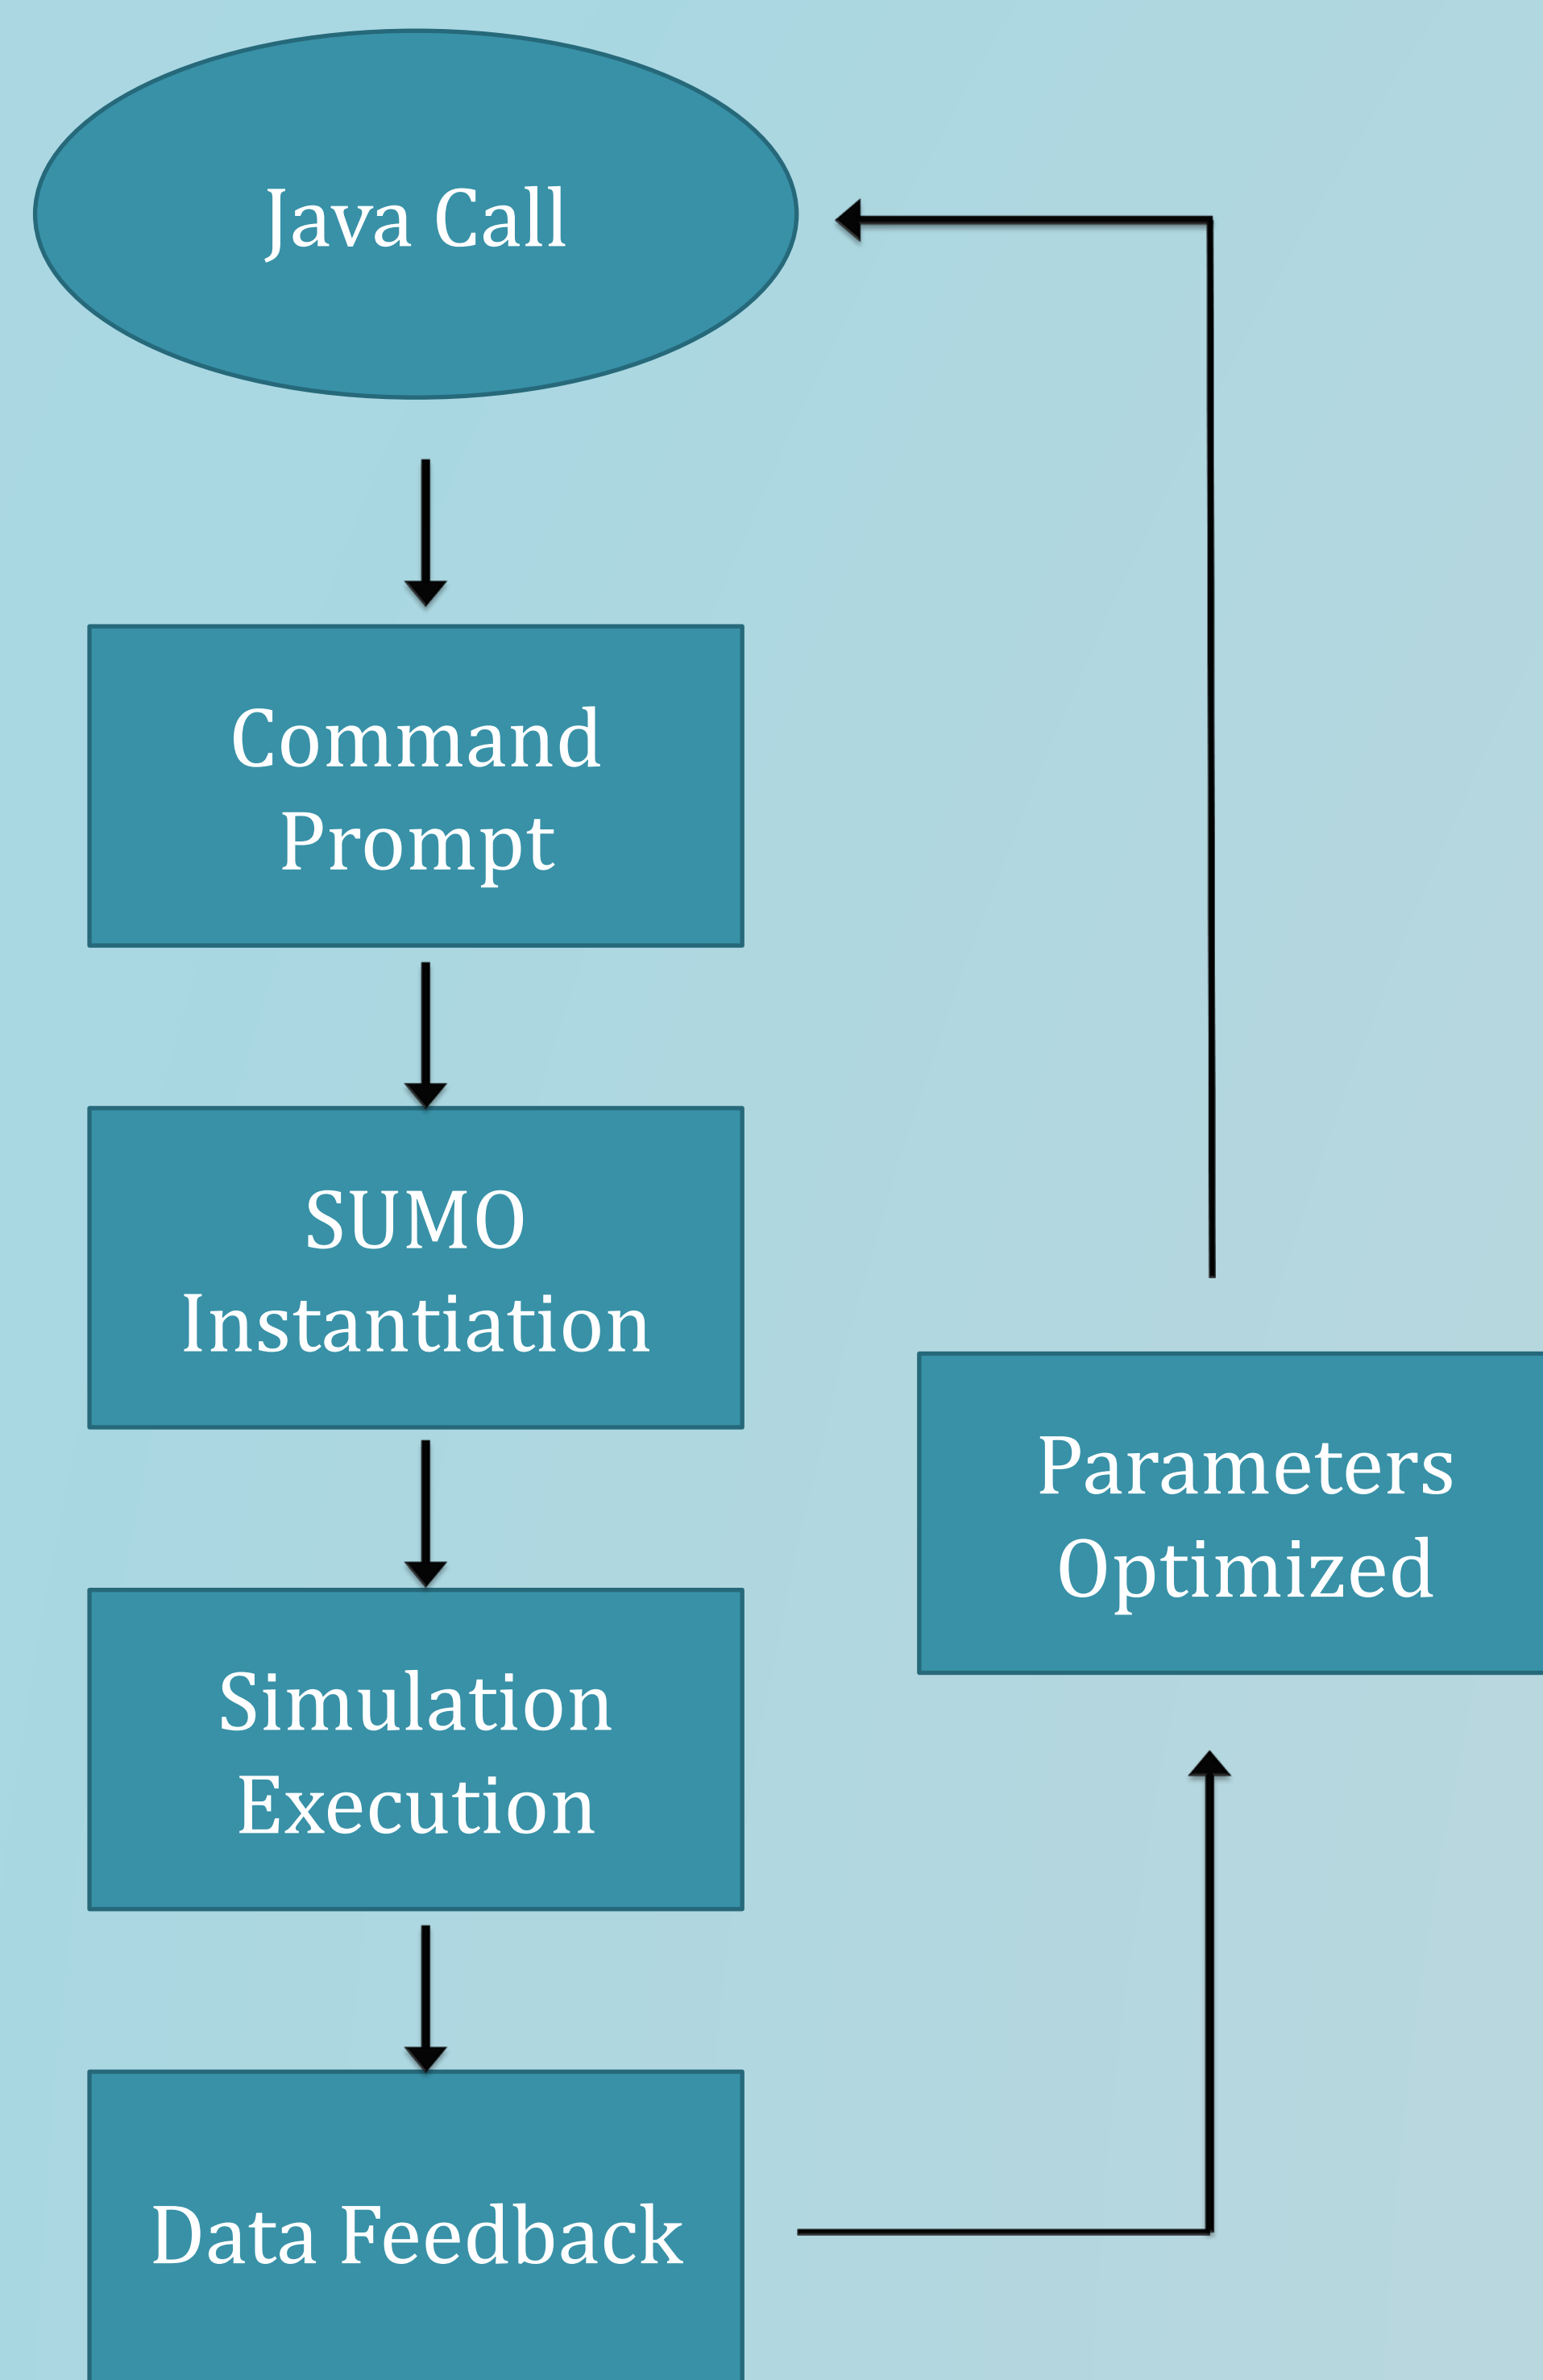 Java Call
Command
Prompt
SUMO
Instantiation
Parameters
Optimized
Simulation
Execution
Data Feedback